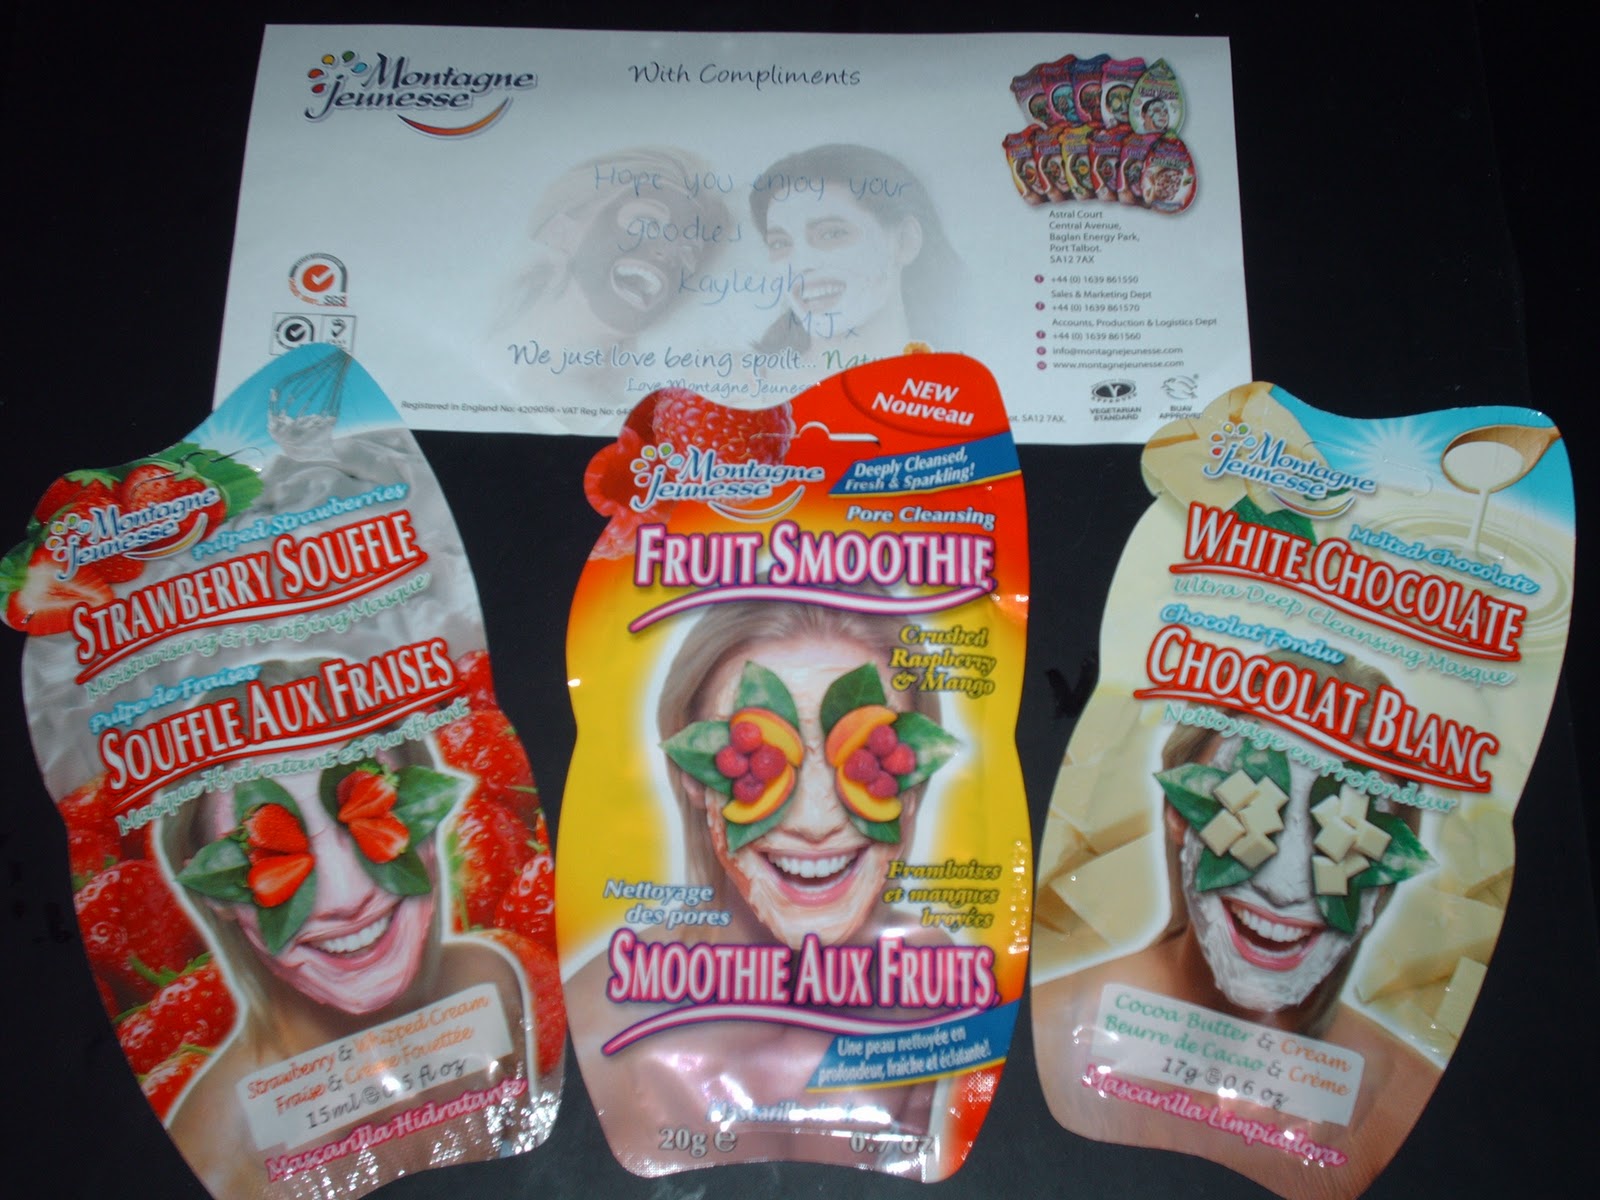 Montagne
Jeunesse
With Compliments
Hope you enjoy your
goodies
Kayleigh
M.J. x
We just love being spoilt...
Love Montagne Jeunesse
SGS
Astral Court
Central Avenue,
Baglan Energy Park,
Port Talbot.
SA12 7AX
+44 (0) 1639 861550
Sales & Marketing Dept
+44 (0) 1639 861570
Accounts, Production & Logistics Dept
+44 (0) 1639 861560
info@montagnejeunesse.com
www.montagnejeunesse.com
VEGETARIAN
STANDARD
BUAV
APPROVED
Registered in England No: 4209056 • VAT Reg No: 64
SA12 7AX.
Montagne
Jeunesse
Pulped Strawberries
STRAWBERRY SOUFFLE
Moisturising & Purifying Masque
Pulpe de Fraises
SOUFFLE AUX FRAISES
Masque Hydratant et Purifiant
Strawberry & Whipped Cream
Fraise & Crème Fouettée
15ml e 0.5 fl oz
Mascarilla Hidratante
NEW
Nouveau
Montagne
Jeunesse
Deeply Cleansed,
Fresh & Sparkling!
Pore Cleansing
FRUIT SMOOTHIE
Crushed
Raspberry
& Mango
Framboises
et mangues
broyées
Nettoyage
des pores
SMOOTHIE AUX FRUITS
Une peau nettoyée en
profondeur, fraîche et éclatante!
20g e 0.7 oz
Montagne
Jeunesse
Melted Chocolate
WHITE CHOCOLATE
Ultra Deep Cleansing Masque
Chocolat Fondu
CHOCOLAT BLANC
Nettoyage en Profondeur
Cocoa Butter & Cream
Beurre de Cacao & Crème
17g e 0.6 oz
Mascarilla Limpiadora